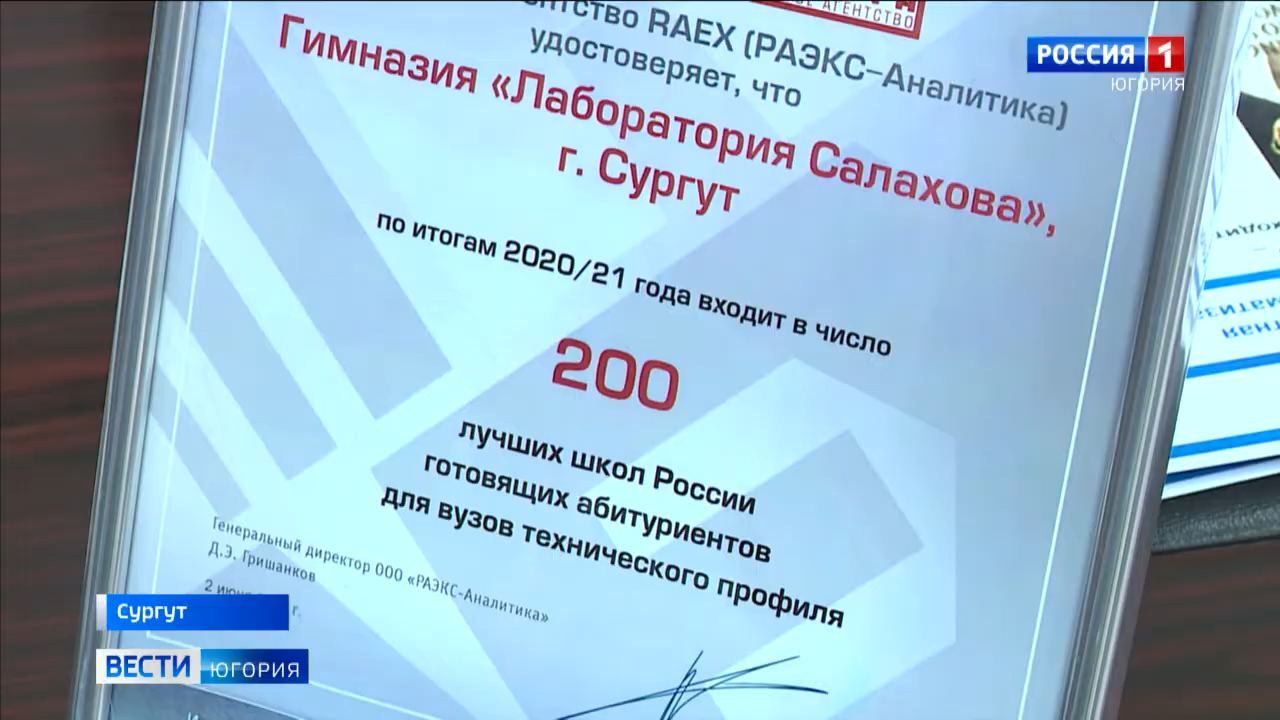 АГЕНТСТВО
RAEX (РАЭКС-Аналитика)
удостоверяет, что
Гимназия «Лаборатория Салахова»,
г. Сургут
по итогам 2020/21 года входит в число
200
лучших школ России
готовящих абитуриентов
для вузов технического профиля
Генеральный директор ООО «РАЭКС-Аналитика»
Д.Э. Гришанков
2
г.
РОССИЯ 1
ЮГОРИЯ
Сургут
ВЕСТИ ЮГОРИЯ